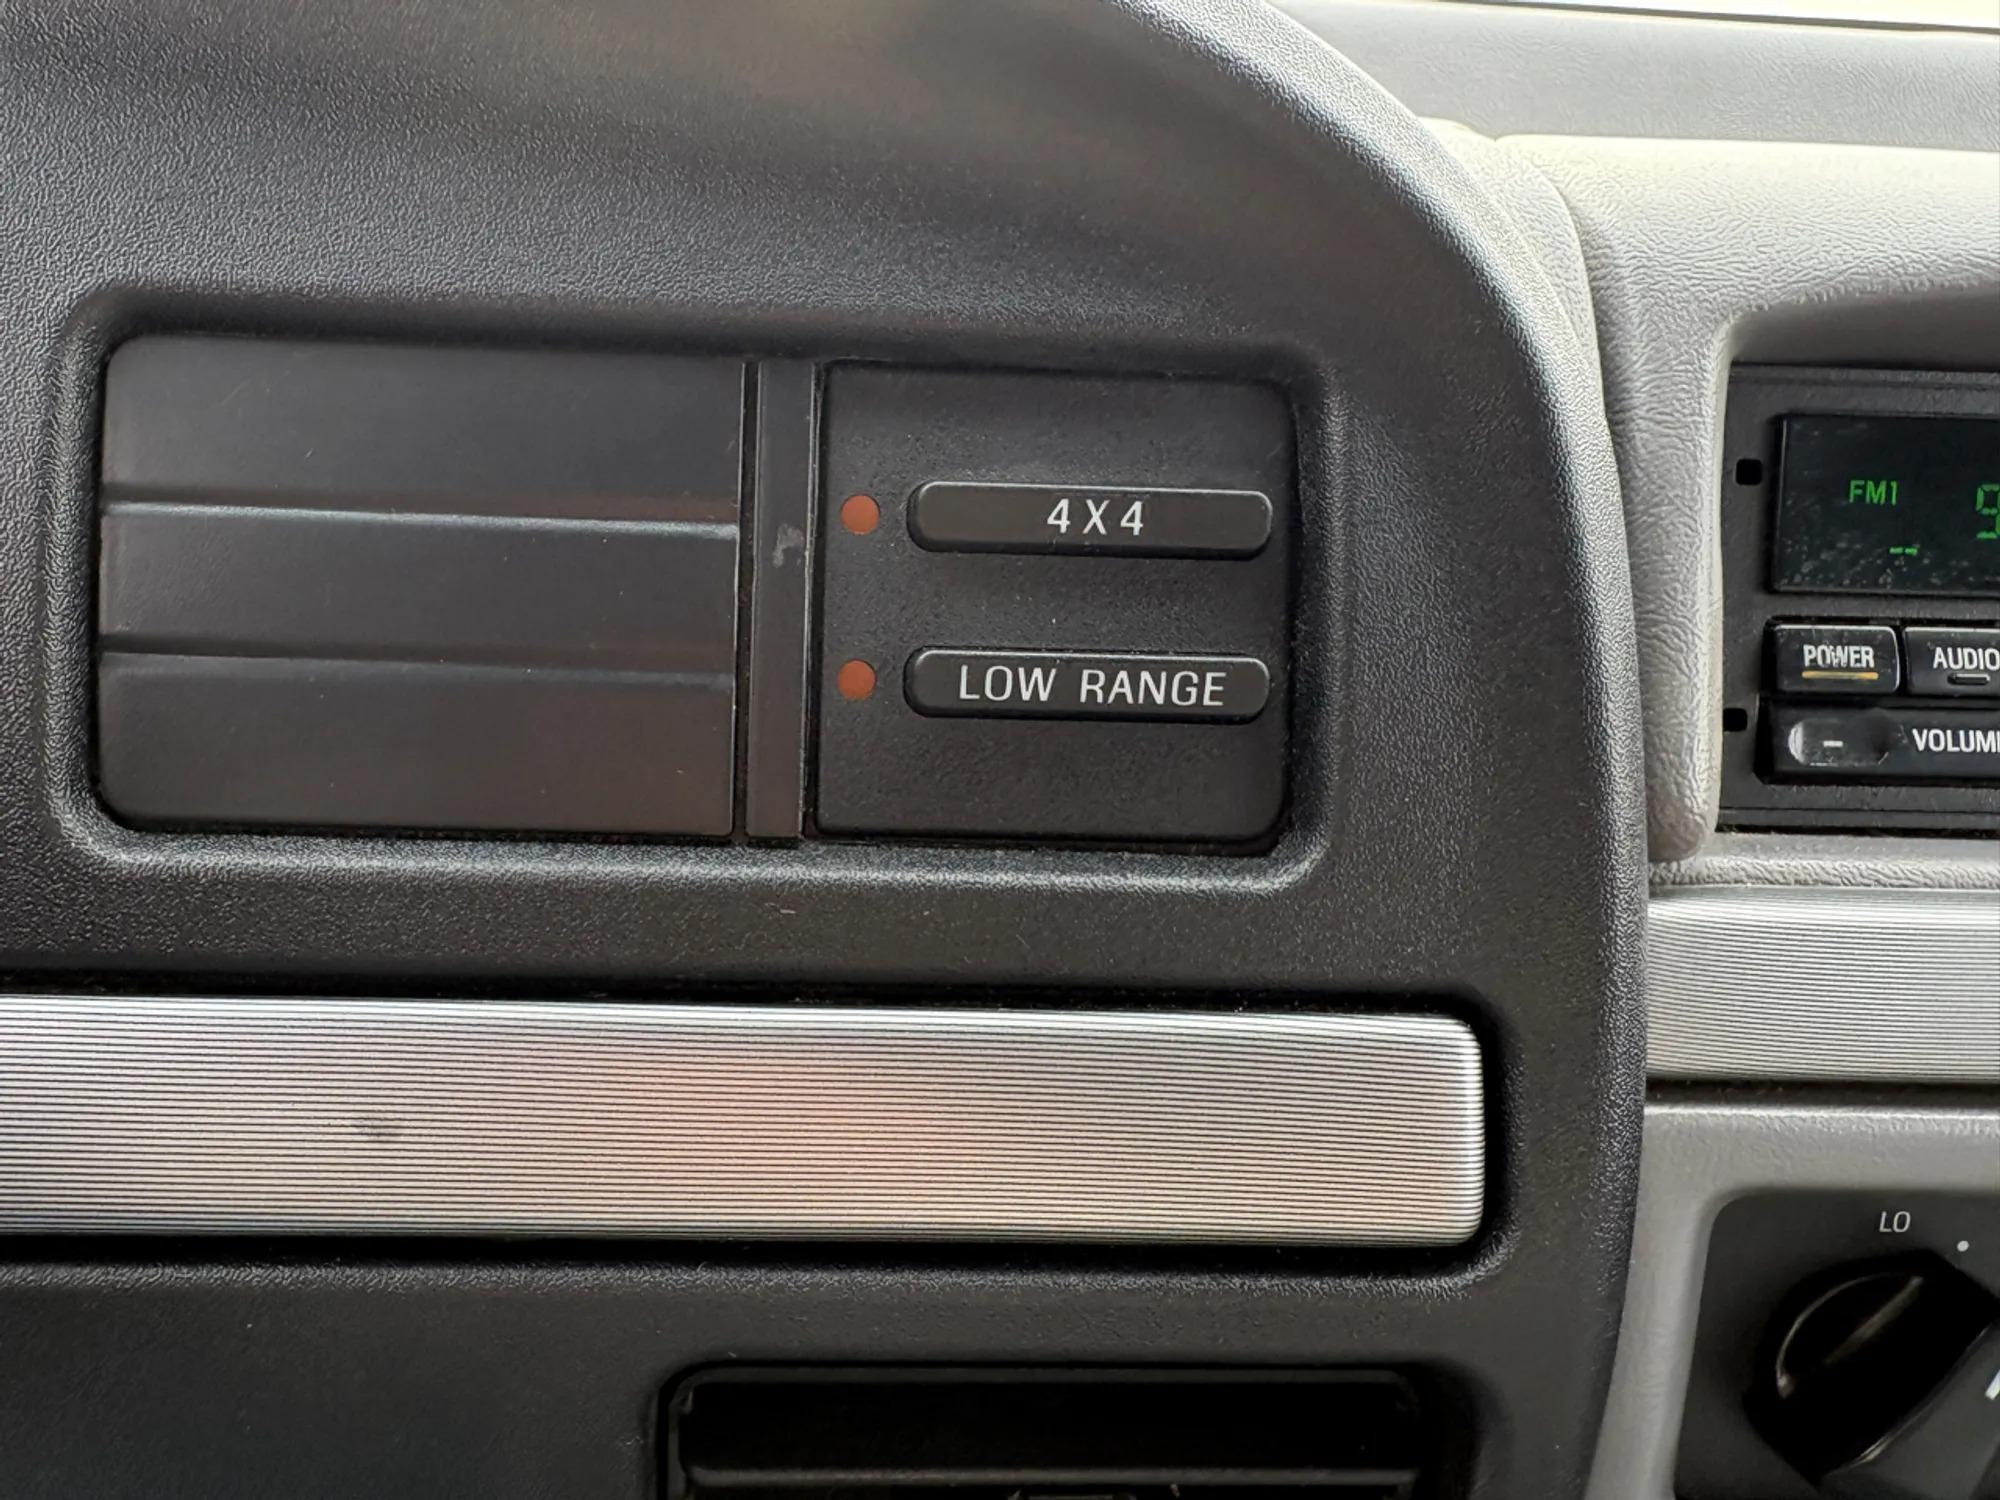 4X4
LOW RANGE
FM1
POWER
AUDIO
- VOLUM
LO